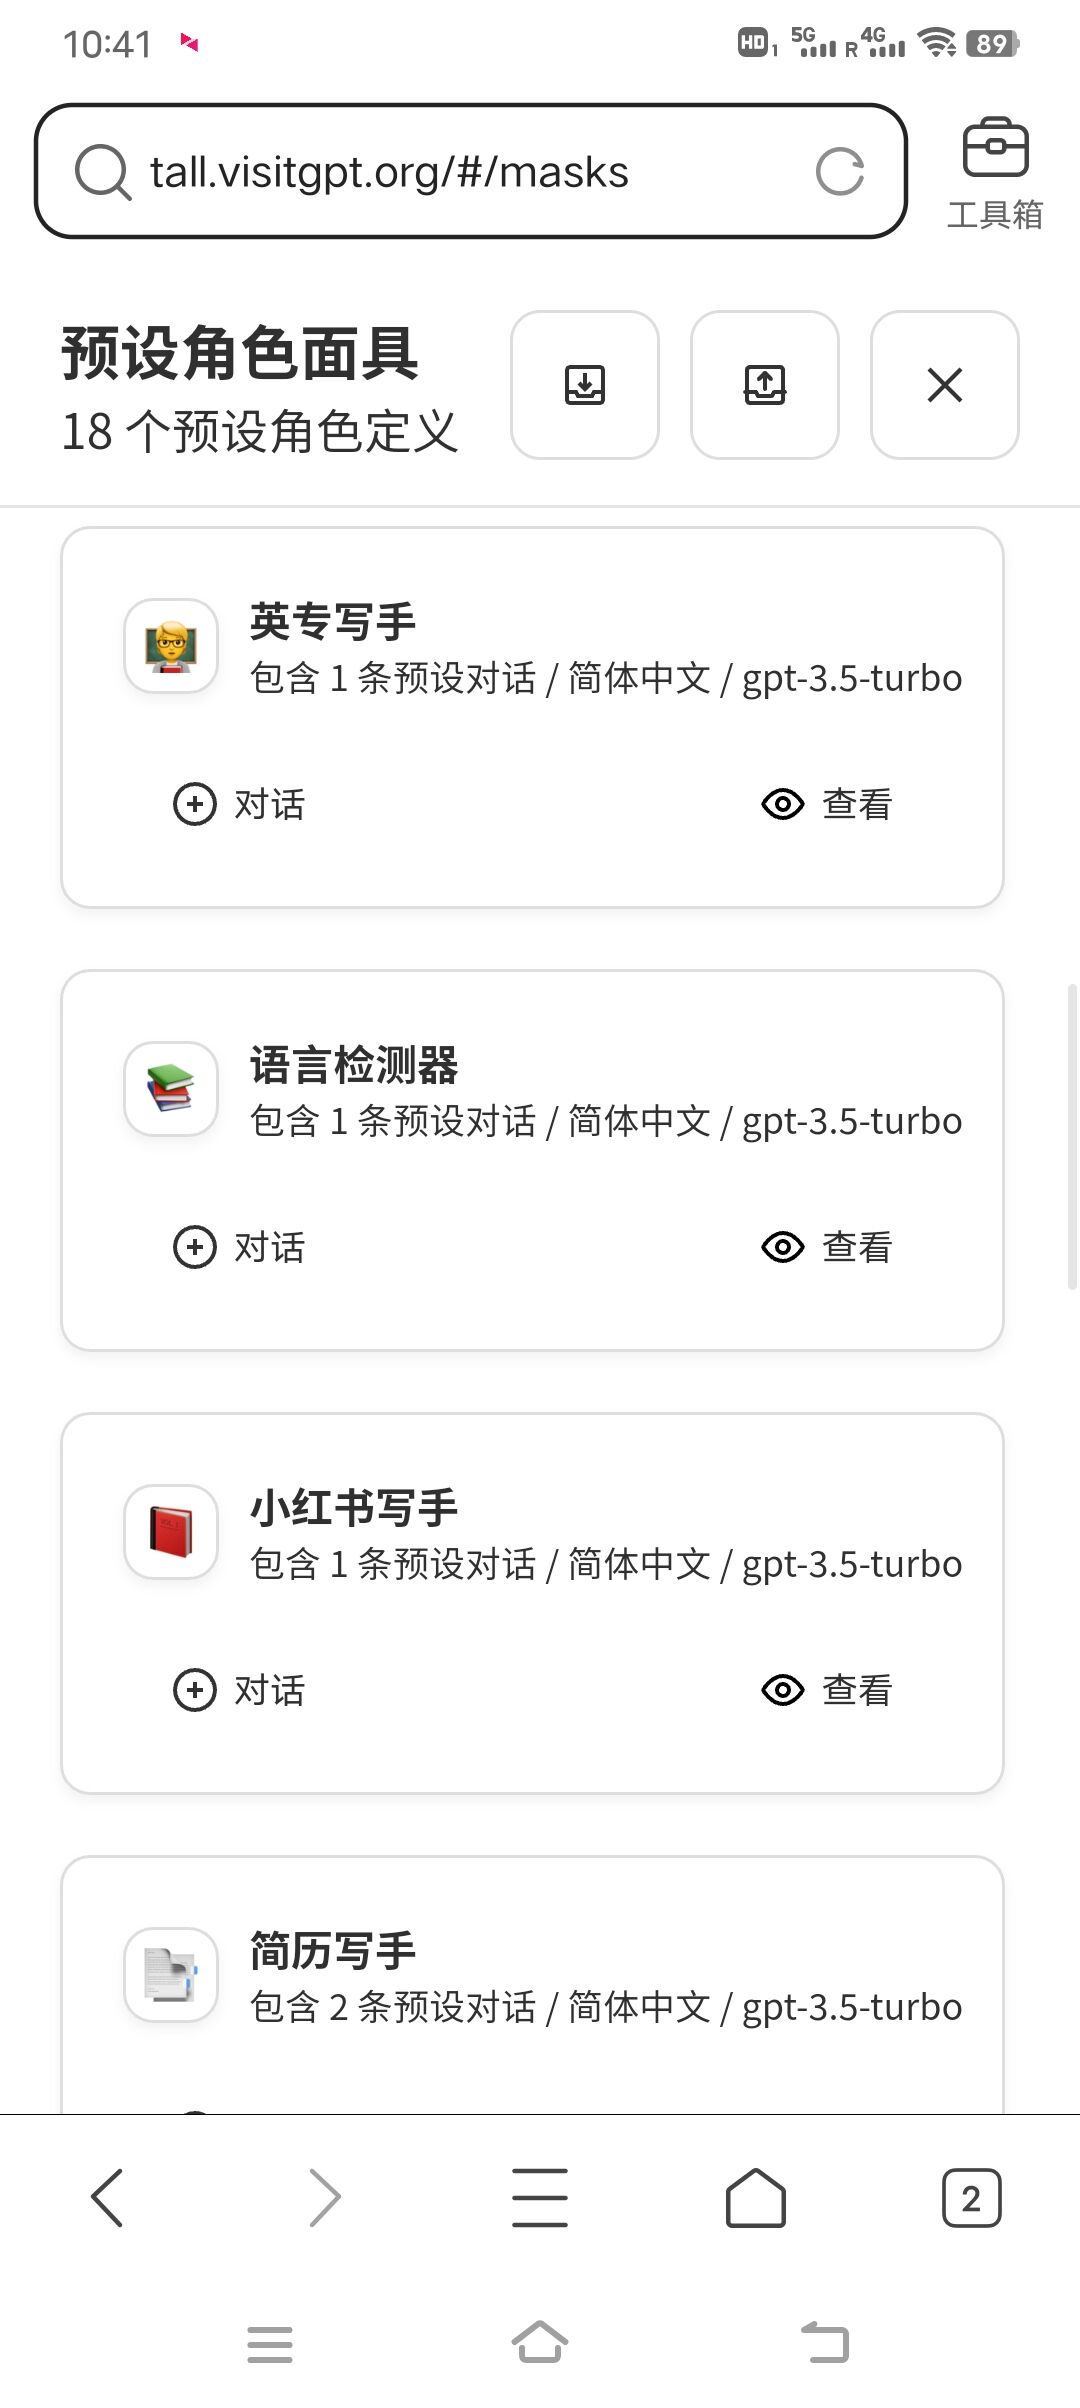 10:41
HD 1 5G R 4G 89
tall.visitgpt.org/#/masks
工具箱
预设角色面具
18 个预设角色定义
英专写手
包含 1 条预设对话 / 简体中文 / gpt-3.5-turbo
对话 查看
语言检测器
包含 1 条预设对话 / 简体中文 / gpt-3.5-turbo
对话 查看
小红书写手
包含 1 条预设对话 / 简体中文 / gpt-3.5-turbo
对话 查看
简历写手
包含 2 条预设对话 / 简体中文 / gpt-3.5-turbo
2